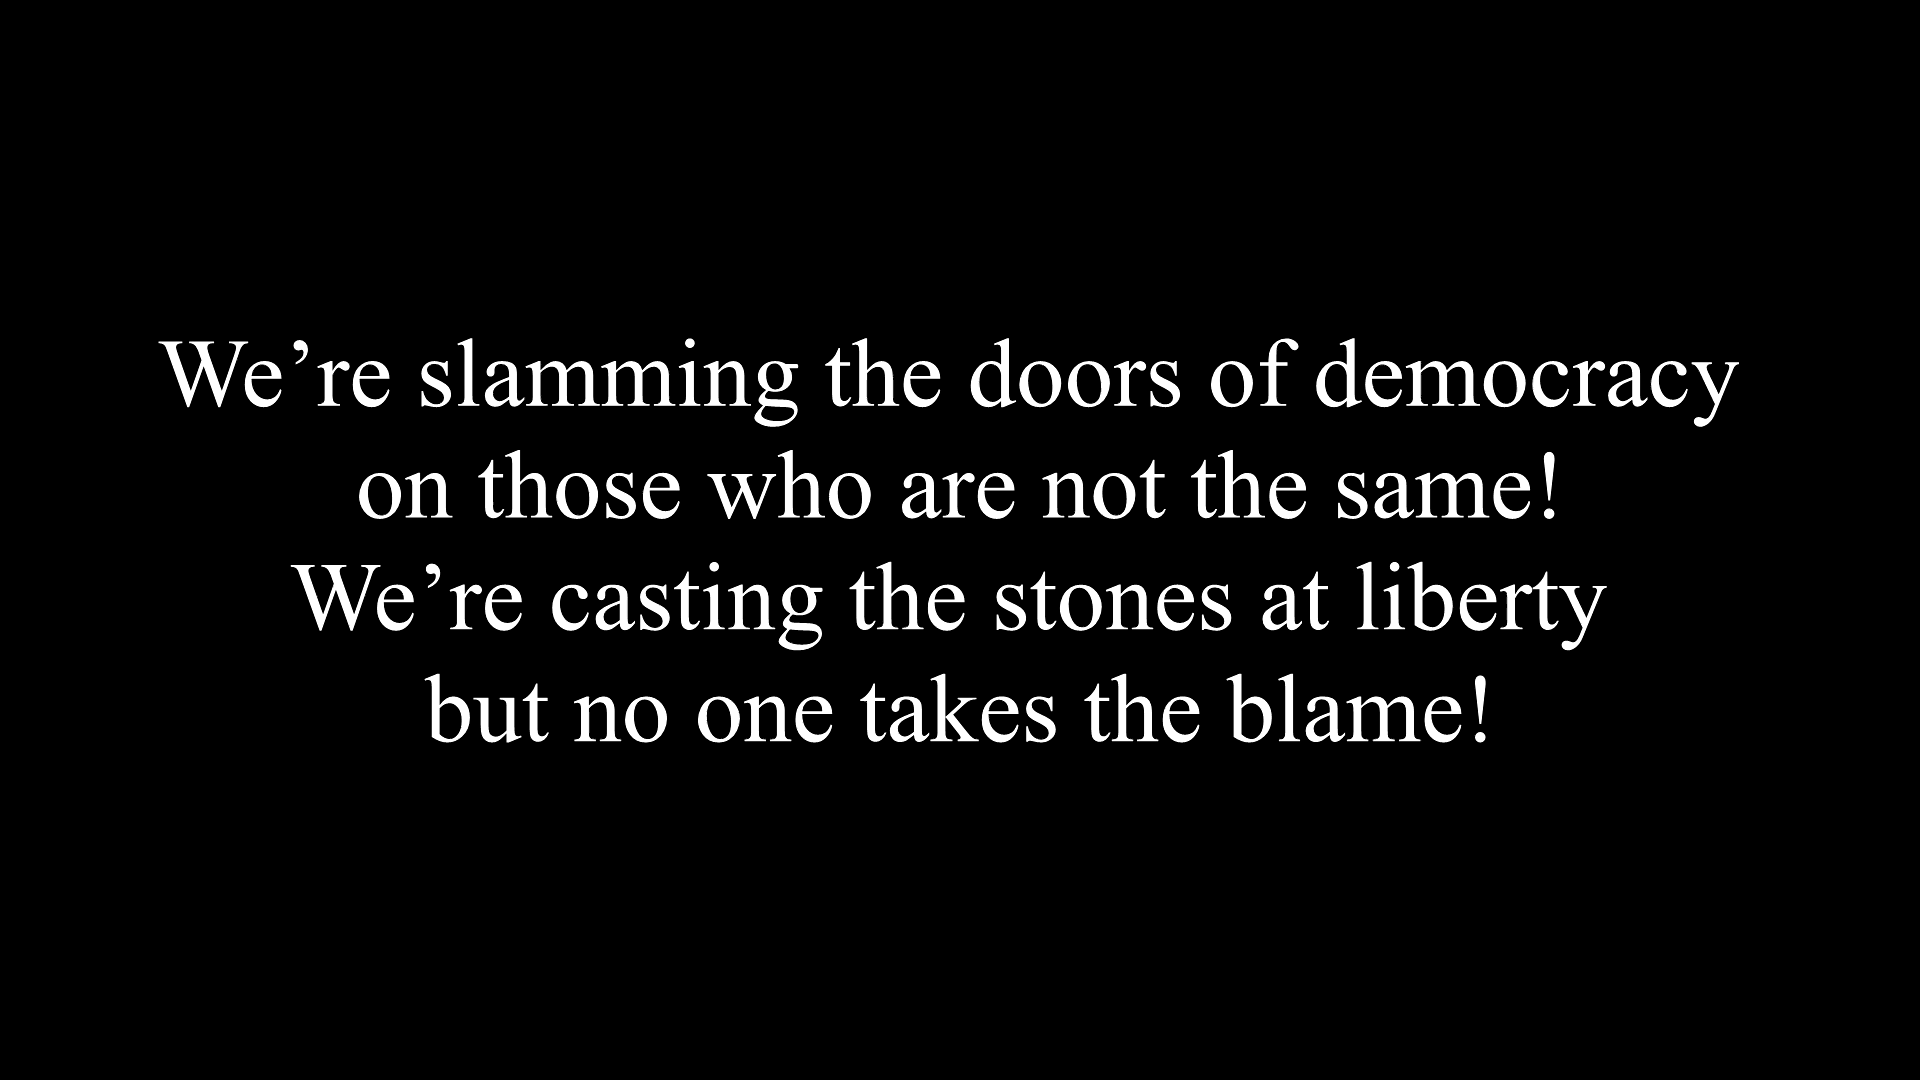 We’re slamming the doors of democracy
on those who are not the same!
We’re casting the stones at liberty
but no one takes the blame!